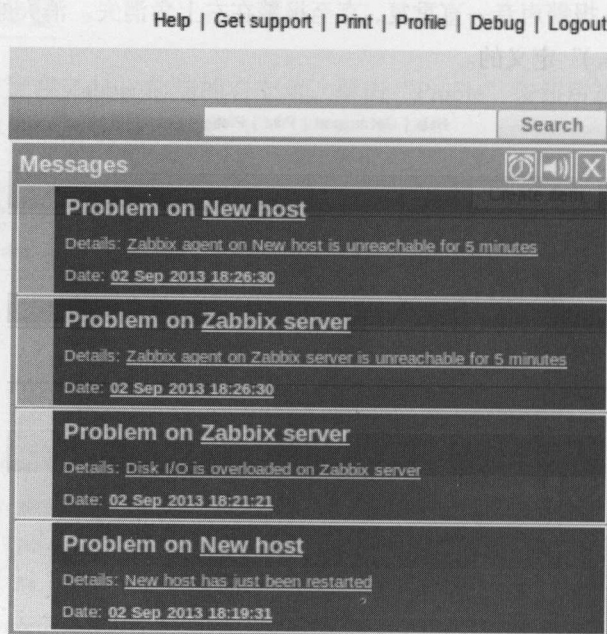 Help | Get support | Print | Profile | Debug | Logout
Search
Messages
Problem on New host
Details: Zabbix agent on New host is unreachable for 5 minutes
Date: 02 Sep 2013 18:26:30
Problem on Zabbix server
Details: Zabbix agent on Zabbix server is unreachable for 5 minutes
Date: 02 Sep 2013 18:26:30
Problem on Zabbix server
Details: Disk I/O is overloaded on Zabbix server
Date: 02 Sep 2013 18:21:21
Problem on New host
Details: New host has just been restarted
Date: 02 Sep 2013 18:19:31